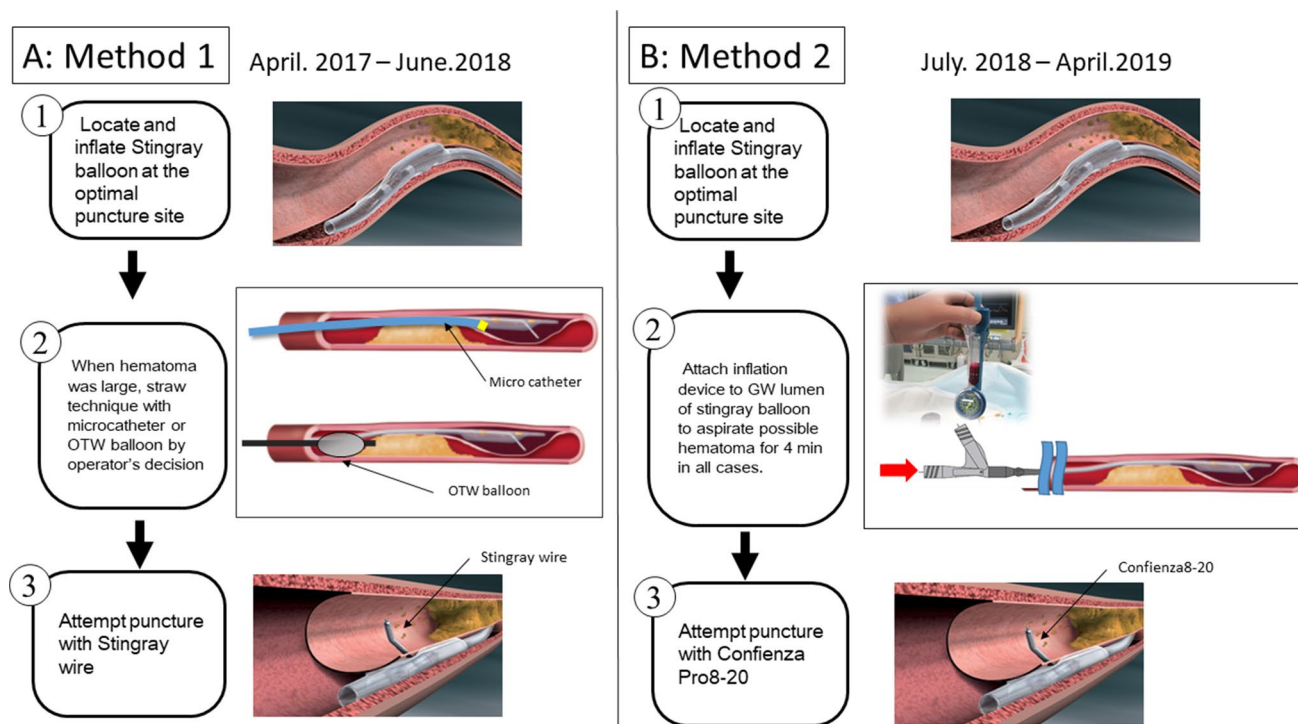 A: Method 1
April. 2017 – June.2018
1
Locate and
inflate Stingray
balloon at the
optimal
puncture site
2
When hematoma
was large, straw
technique with
microcatheter or
OTW balloon by
operator's decision
Micro catheter
OTW balloon
3
Attempt puncture
with Stingray
wire
Stingray wire
B: Method 2
July. 2018 – April.2019
1
Locate and
inflate Stingray
balloon at the
optimal
puncture site
2
Attach inflation
device to GW lumen
of stingray balloon
to aspirate possible
hematoma for 4 min
in all cases.
3
Attempt puncture
with Confienza
Pro8-20
Confienza8-20